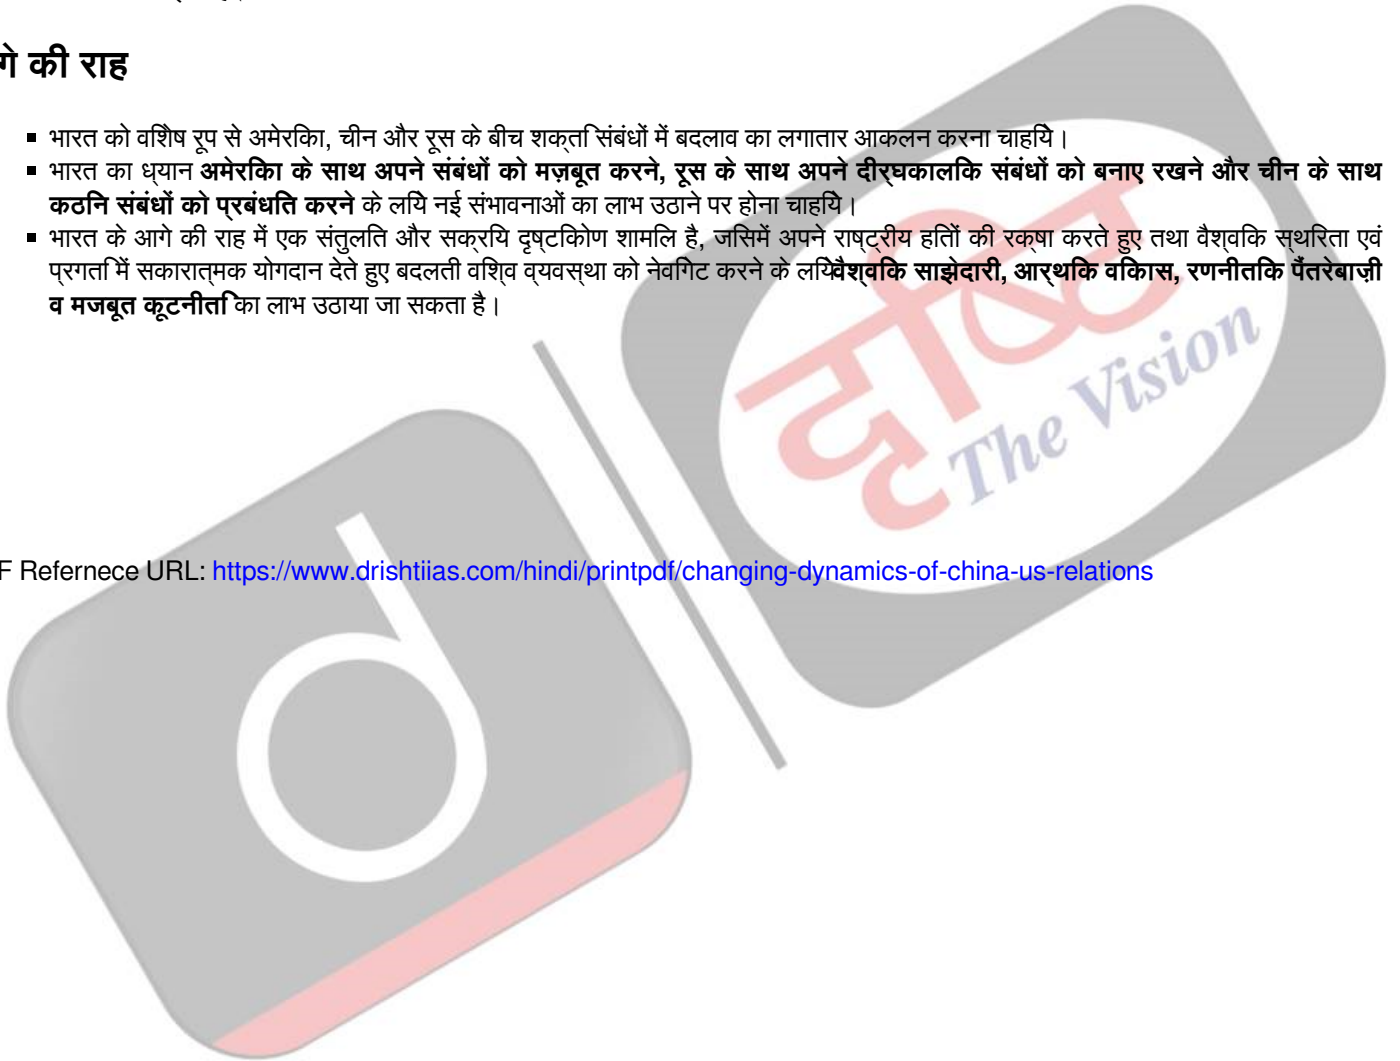 गे की राह
▪ भारत को विशेष रूप से अमेरिका, चीन और रूस के बीच शक्ति संबंधों में बदलाव का लगातार आकलन करना चाहिये।
▪ भारत का ध्यान अमेरिका के साथ अपने संबंधों को मज़बूत करने, रूस के साथ अपने दीर्घकालिक संबंधों को बनाए रखने और चीन के साथ
कठिन संबंधों को प्रबंधित करने के लिये नई संभावनाओं का लाभ उठाने पर होना चाहिये।
▪ भारत के आगे की राह में एक संतुलित और सक्रिय दृष्टिकोण शामिल है, जिसमें अपने राष्ट्रीय हितों की रक्षा करते हुए तथा वैश्विक स्थिरता एवं
प्रगति में सकारात्मक योगदान देते हुए बदलती विश्व व्यवस्था को नेविगेट करने के लिये वैश्विक साझेदारी, आर्थिक विकास, रणनीतिक पैंतरेबाज़ी
व मजबूत कूटनीति का लाभ उठाया जा सकता है।
दृष्टि
The Vision
F Refernece URL: https://www.drishtiias.com/hindi/printpdf/changing-dynamics-of-china-us-relations
d